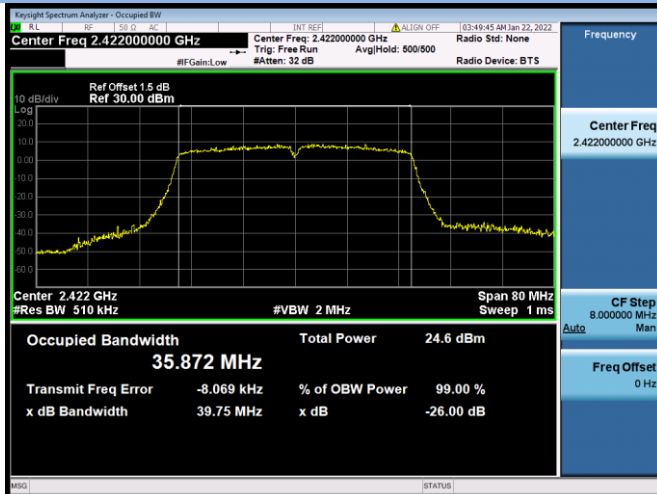 Keysight Spectrum Analyzer - Occupied BW
RL RF 50 Ω AC INT REF ALIGN OFF 03:49:45 AM Jan 22, 2022
Center Freq 2.422000000 GHz
Center Freq: 2.422000000 GHz Radio Std: None
Trig: Free Run Avg|Hold: 500/500
#IFGain:Low #Atten: 32 dB Radio Device: BTS
Ref Offset 1.5 dB
10 dB/div Ref 30.00 dBm
Log
20.0
10.0
0.00
-10.0
-20.0
-30.0
-40.0
-50.0
-60.0
Center 2.422 GHz Span 80 MHz
#Res BW 510 kHz #VBW 2 MHz Sweep 1 ms
Occupied Bandwidth Total Power 24.6 dBm
35.872 MHz
Transmit Freq Error -8.069 kHz % of OBW Power 99.00 %
x dB Bandwidth 39.75 MHz x dB -26.00 dB
MSG STATUS
Frequency
Center Freq
2.422000000 GHz
CF Step
8.000000 MHz
Auto Man
Freq Offset
0 Hz